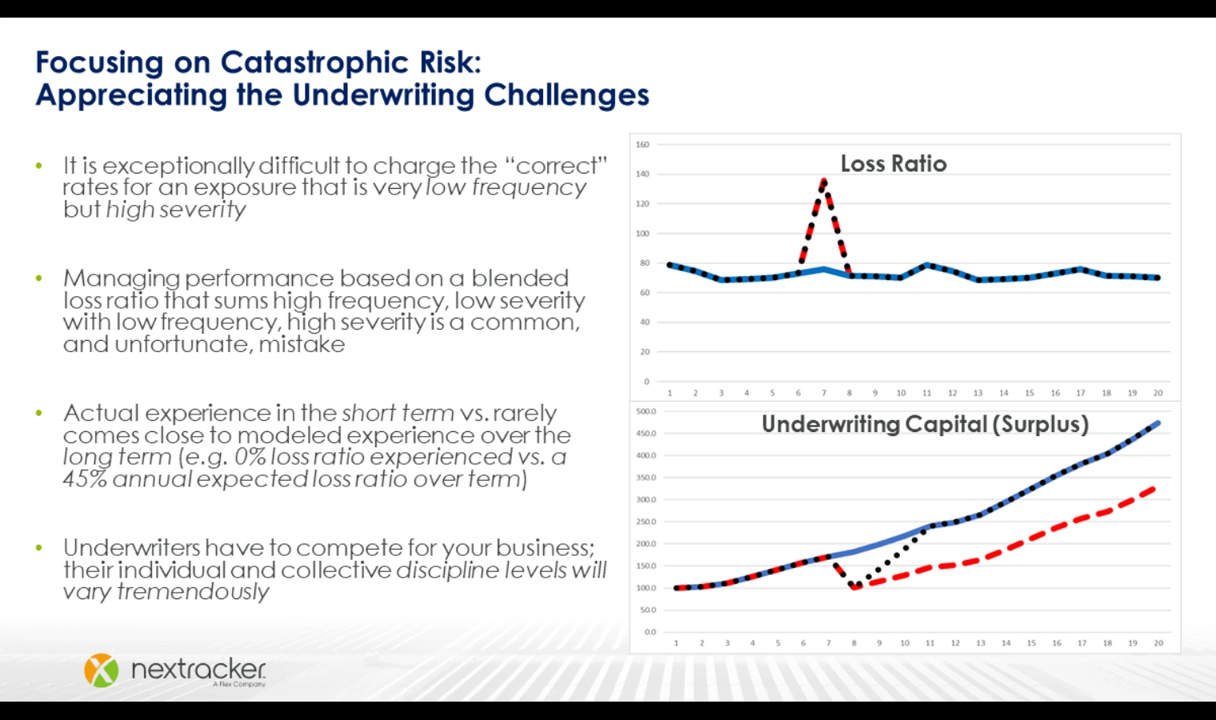 Focusing on Catastrophic Risk:
Appreciating the Underwriting Challenges
• It is exceptionally difficult to charge the “correct”
rates for an exposure that is very low frequency
but high severity
• Managing performance based on a blended
loss ratio that sums high frequency, low severity
with low frequency, high severity is a common,
and unfortunate, mistake
• Actual experience in the short term vs. rarely
comes close to modeled experience over the
long term (e.g. 0% loss ratio experienced vs. a
45% annual expected loss ratio over term)
• Underwriters have to compete for your business;
their individual and collective discipline levels will
vary tremendously
nextracker.
A Flex Company
Loss Ratio
160
140
120
100
80
60
40
20
0
1 2 3 4 5 6 7 8 9 10 11 12 13 14 15 16 17 18 19 20
Underwriting Capital (Surplus)
500.0
450.0
400.0
350.0
300.0
250.0
200.0
150.0
100.0
50.0
0.0
1 2 3 4 5 6 7 8 9 10 11 12 13 14 15 16 17 18 19 20